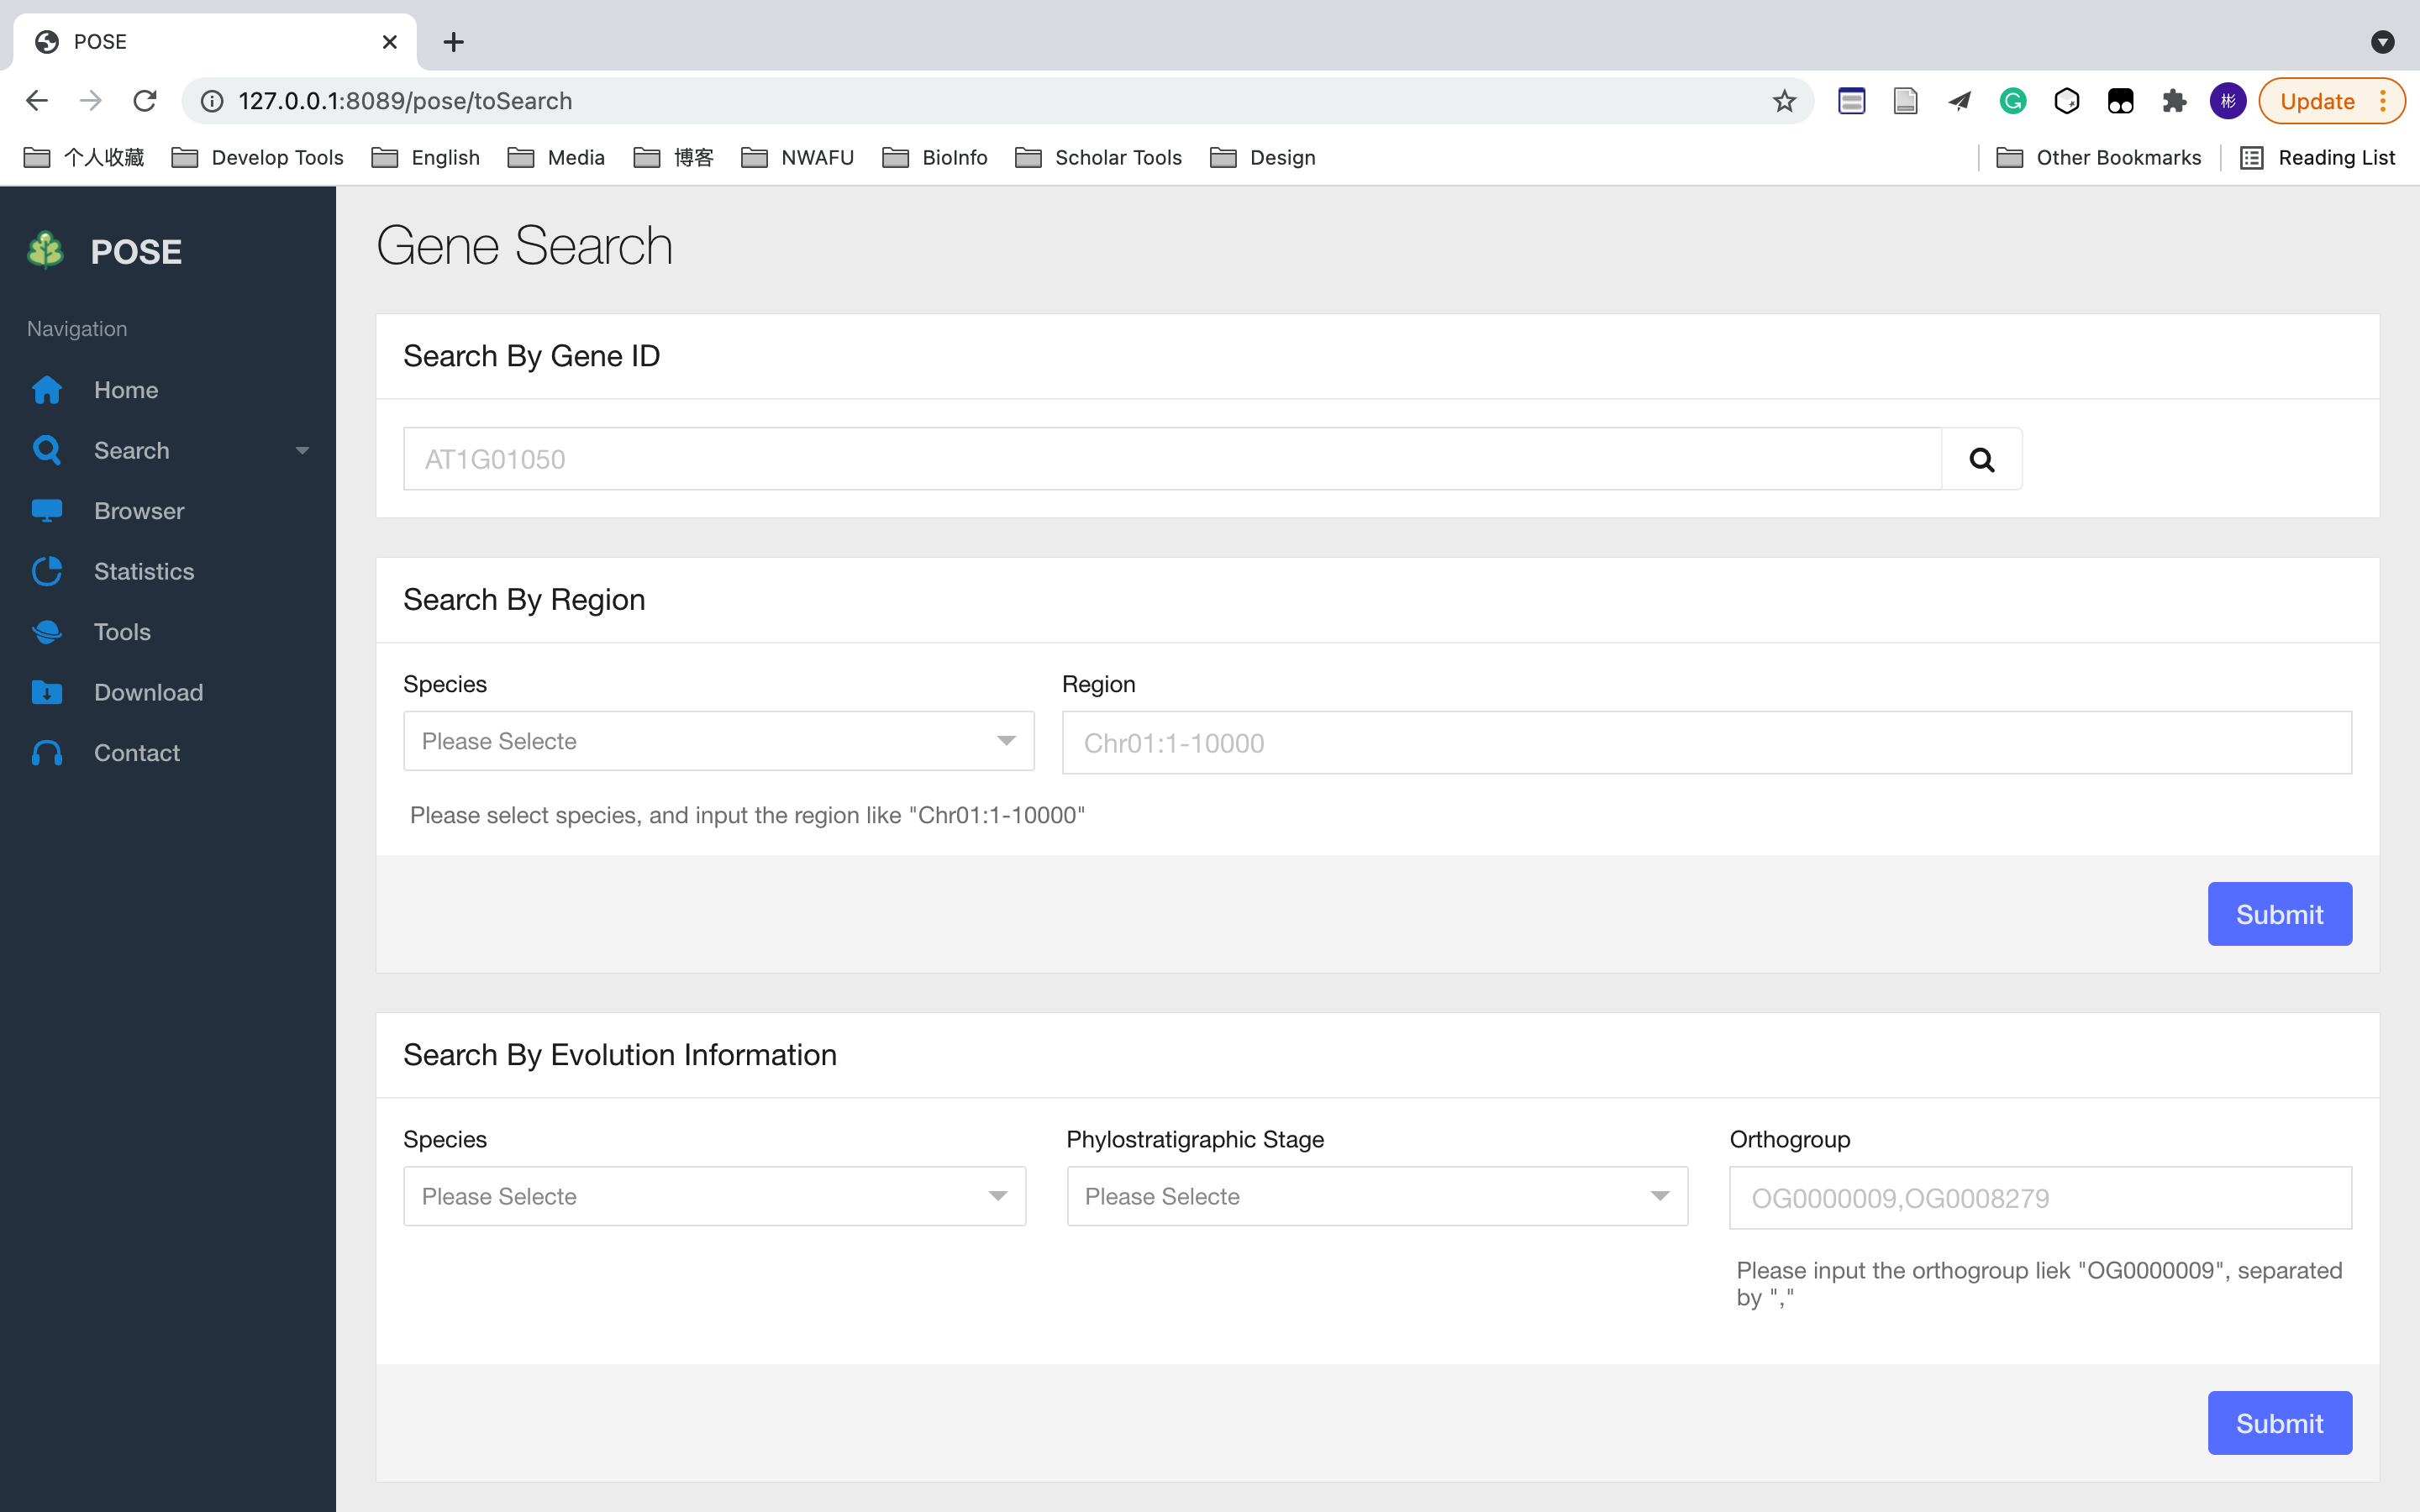 POSE
127.0.0.1:8089/pose/toSearch
彬
Update
个人收藏
Develop Tools
English
Media
博客
NWAFU
BioInfo
Scholar Tools
Design
Other Bookmarks
Reading List
POSE
Navigation
Home
Search
Browser
Statistics
Tools
Download
Contact
Gene Search
Search By Gene ID
AT1G01050
Search By Region
Species
Region
Please Selecte
Chr01:1-10000
Please select species, and input the region like "Chr01:1-10000"
Submit
Search By Evolution Information
Species
Phylostratigraphic Stage
Orthogroup
Please Selecte
Please Selecte
OG0000009,OG0008279
Please input the orthogroup liek "OG0000009", separated
by ","
Submit